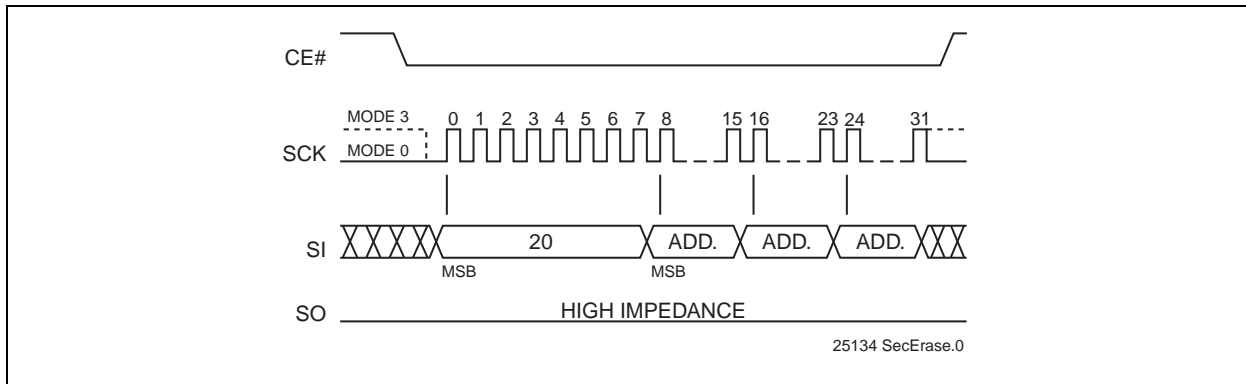 CE#
MODE 3
0 1 2 3 4 5 6 7 8 15 16 23 24 31
SCK
MODE 0
SI
20 ADD. ADD. ADD.
MSB MSB
SO
HIGH IMPEDANCE
25134 SecErase.0